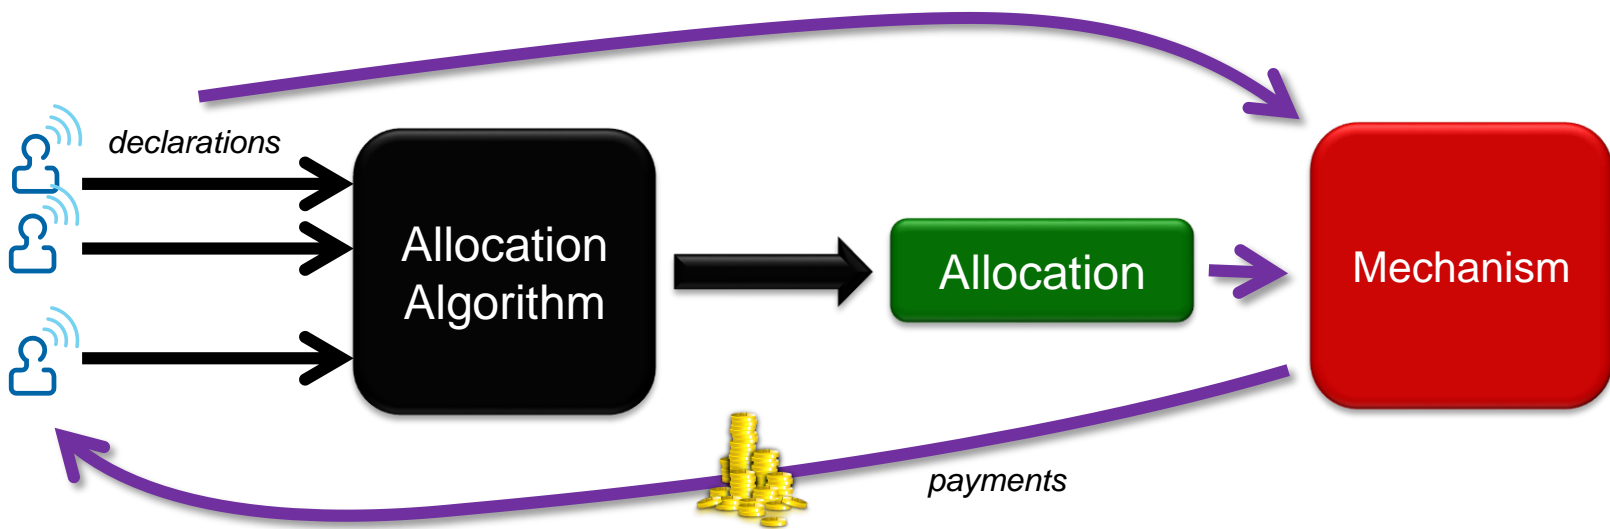 declarations
Allocation
Algorithm
Allocation
Mechanism
payments